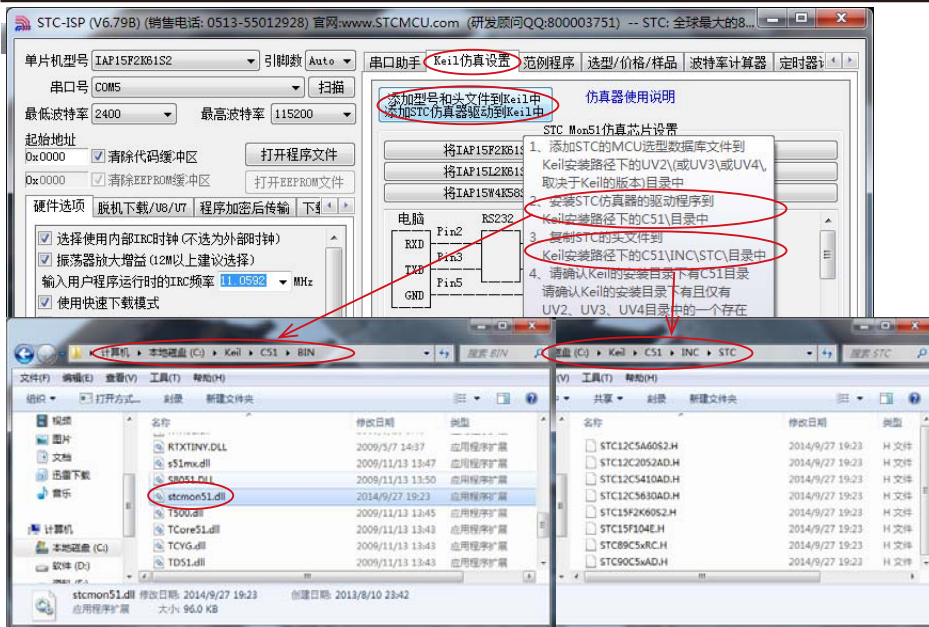 STC-ISP (V6.79B) (销售电话: 0513-55012928) 官网:www.STCMCU.com (研发顾问QQ:800003751) -- STC: 全球最大的8...
单片机型号 IAP15F2K61S2 引脚数 Auto
串口号 COM5 扫描
最低波特率 2400 最高波特率 115200
起始地址
0x0000 清除代码缓冲区 打开程序文件
0x0000 清除EEPROM缓冲区 打开EEPROM文件
硬件选项 脱机下载/U8/U7 程序加密后传输
选择使用内部IRC时钟(不选为外部时钟)
振荡器放大增益(12M以上建议选择)
输入用户程序运行时的IRC频率 11.0592 MHz
使用快速下载模式
串口助手 Keil仿真设置 范例程序 选型/价格/样品 波特率计算器 定时器
添加型号和头文件到Keil中
添加STC仿真器驱动到Keil中
仿真器使用说明
STC Mon51仿真芯片设置
将IAP15F2K61S
将IAP15L2K61S
将IAP15W4K58S
电脑 RS232
Pin2
RXD
Pin3
TXD
Pin5
GND
1、添加STC的MCU选型数据库文件到
Keil安装路径下的UV2\(或UV3\或UV4\,
取决于Keil的版本)目录中
2、安装STC仿真器的驱动程序到
Keil安装路径下的C51\目录中
3、复制STC的头文件到
Keil安装路径下的C51\INC\STC\目录中
4、请确认Keil的安装目录下有C51目录
请确认Keil的安装目录下有且仅有
UV2、UV3、UV4目录中的一个存在
计算机 本地磁盘 (C:) Keil C51 BIN
搜索 BIN
文件(F) 编辑(E) 查看(V) 工具(T) 帮助(H)
组织 打开方式... 刻录 新建文件夹
视频
图片
文档
迅雷下载
音乐
计算机
本地磁盘 (C:)
软件 (D:)
名称 修改日期 类型
RTXTINY.DLL 2009/5/7 14:37 应用程序扩展
s51mx.dll 2009/11/13 13:47 应用程序扩展
S8051.DLL 2009/11/13 13:50 应用程序扩展
stcmon51.dll 2014/9/27 19:23 应用程序扩展
T500.dll 2009/11/13 13:45 应用程序扩展
TCore51.dll 2009/11/13 13:43 应用程序扩展
TCYG.dll 2009/11/13 13:43 应用程序扩展
TD51.dll 2009/11/13 13:43 应用程序扩展
stcmon51.dll 修改日期: 2014/9/27 19:23 创建日期: 2013/8/10 23:42
应用程序扩展 大小: 96.0 KB
(C:) Keil C51 INC STC
搜索 STC
(V) 工具(T) 帮助(H)
共享 刻录 新建文件夹
名称 修改日期 类型
STC12C5A60S2.H 2014/9/27 19:23 H 文件
STC12C2052AD.H 2014/9/27 19:23 H 文件
STC12C5410AD.H 2014/9/27 19:23 H 文件
STC12C5630AD.H 2014/9/27 19:23 H 文件
STC15F2K60S2.H 2014/9/27 19:23 H 文件
STC15F104E.H 2014/9/27 19:23 H 文件
STC89C5xRC.H 2014/9/27 19:23 H 文件
STC90C5xAD.H 2014/9/27 19:23 H 文件